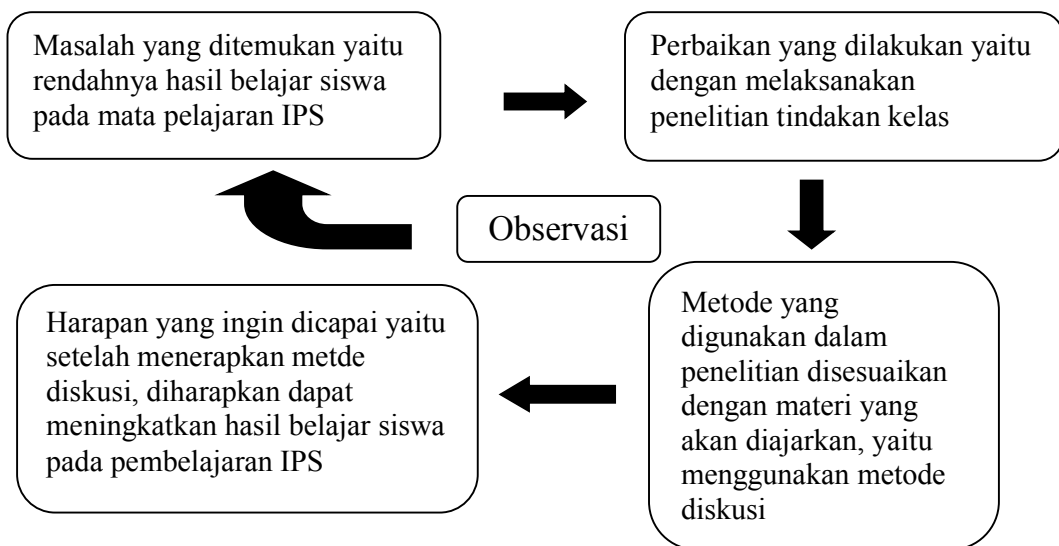 Masalah yang ditemukan yaitu
rendahnya hasil belajar siswa
pada mata pelajaran IPS
Perbaikan yang dilakukan yaitu
dengan melaksanakan
penelitian tindakan kelas
Observasi
Metode yang
digunakan dalam
penelitian disesuaikan
dengan materi yang
akan diajarkan, yaitu
menggunakan metode
diskusi
Harapan yang ingin dicapai yaitu
setelah menerapkan metde
diskusi, diharapkan dapat
meningkatkan hasil belajar siswa
pada pembelajaran IPS